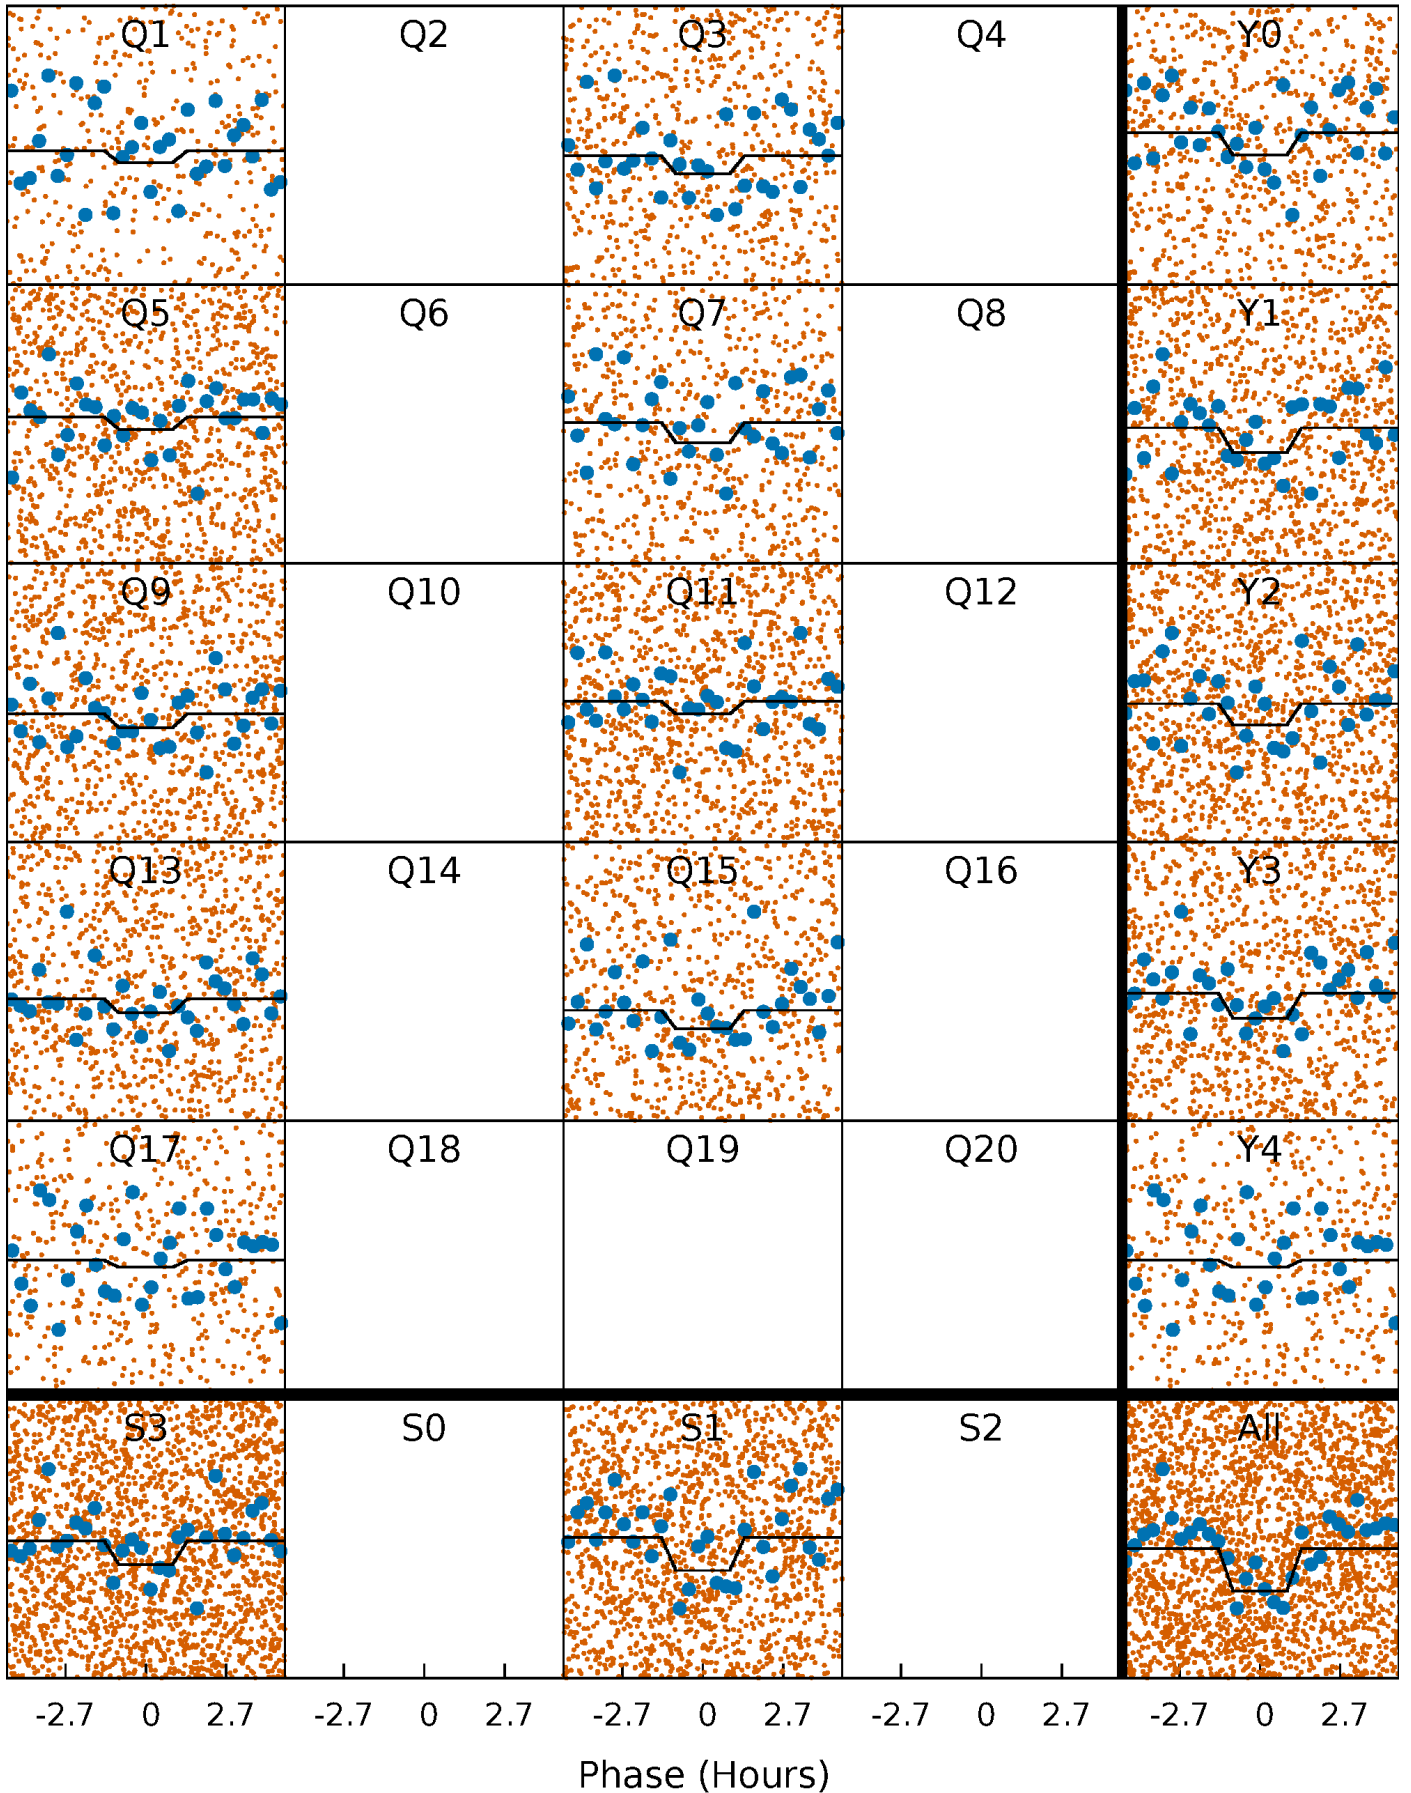 Q1 Q2 Q3 Q4 Y0
Q5 Q6 Q7 Q8 Y1
Q9 Q10 Q11 Q12 Y2
Q13 Q14 Q15 Q16 Y3
Q17 Q18 Q19 Q20 Y4
S3 S0 S1 S2 All
-2.7 0 2.7 -2.7 0 2.7 -2.7 0 2.7 -2.7 0 2.7 -2.7 0 2.7
Phase (Hours)